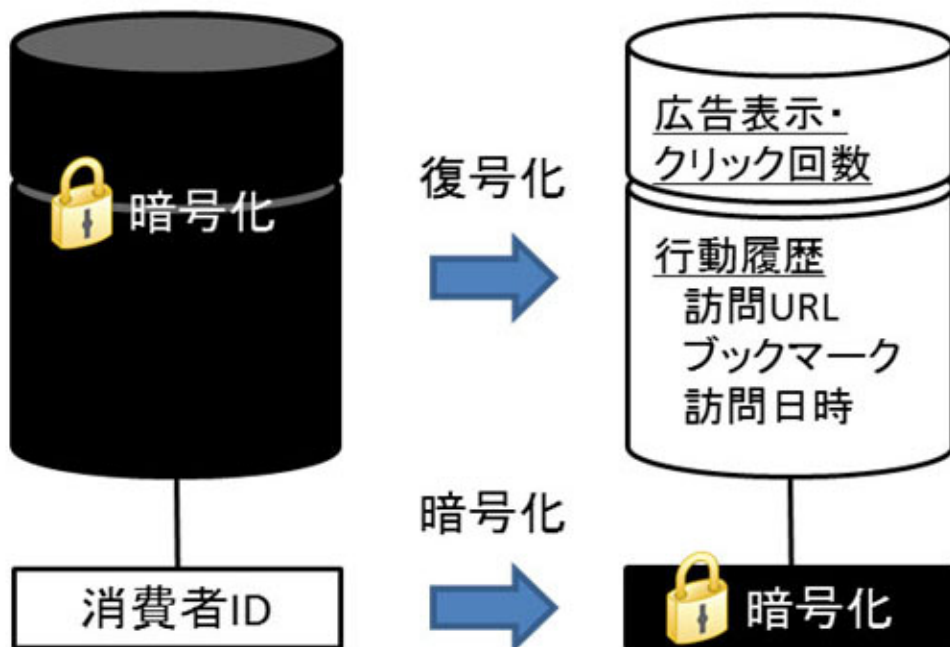 暗号化
復号化
広告表示・
クリック回数
行動履歴
訪問URL
ブックマーク
訪問日時
消費者ID
暗号化
暗号化